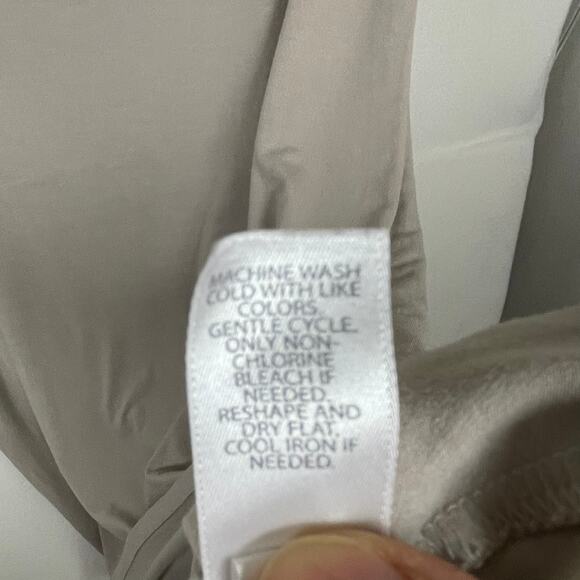 MACHINE WASH
COLD WITH LIKE
COLORS.
GENTLE CYCLE.
ONLY NON-
CHLORINE
BLEACH IF
NEEDED.
RESHAPE AND
DRY FLAT.
COOL IRON IF
NEEDED.